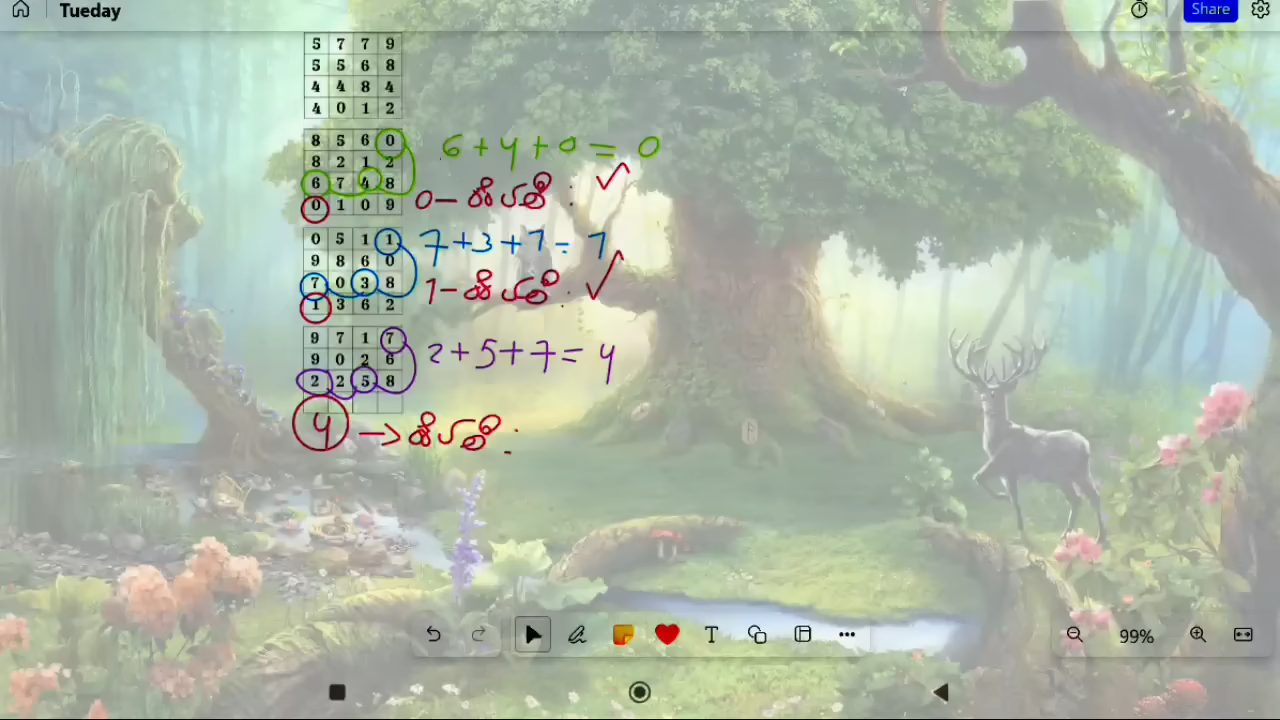 Tueday
Share
5 7 7 9
5 5 6 8
4 4 8 4
4 0 1 2
8 5 6 0
8 2 1 2
6 7 4 8
0 1 0 9
6 + 4 + 0 = 0
0 –
0 5 1 1
9 8 6 0
7 0 3 8
1 3 6 2
7 + 3 + 1 = 1
1 –
9 7 1 7
9 0 2 6
2 2 5 8
2 + 5 + 7 = 4
4 →
T
99%